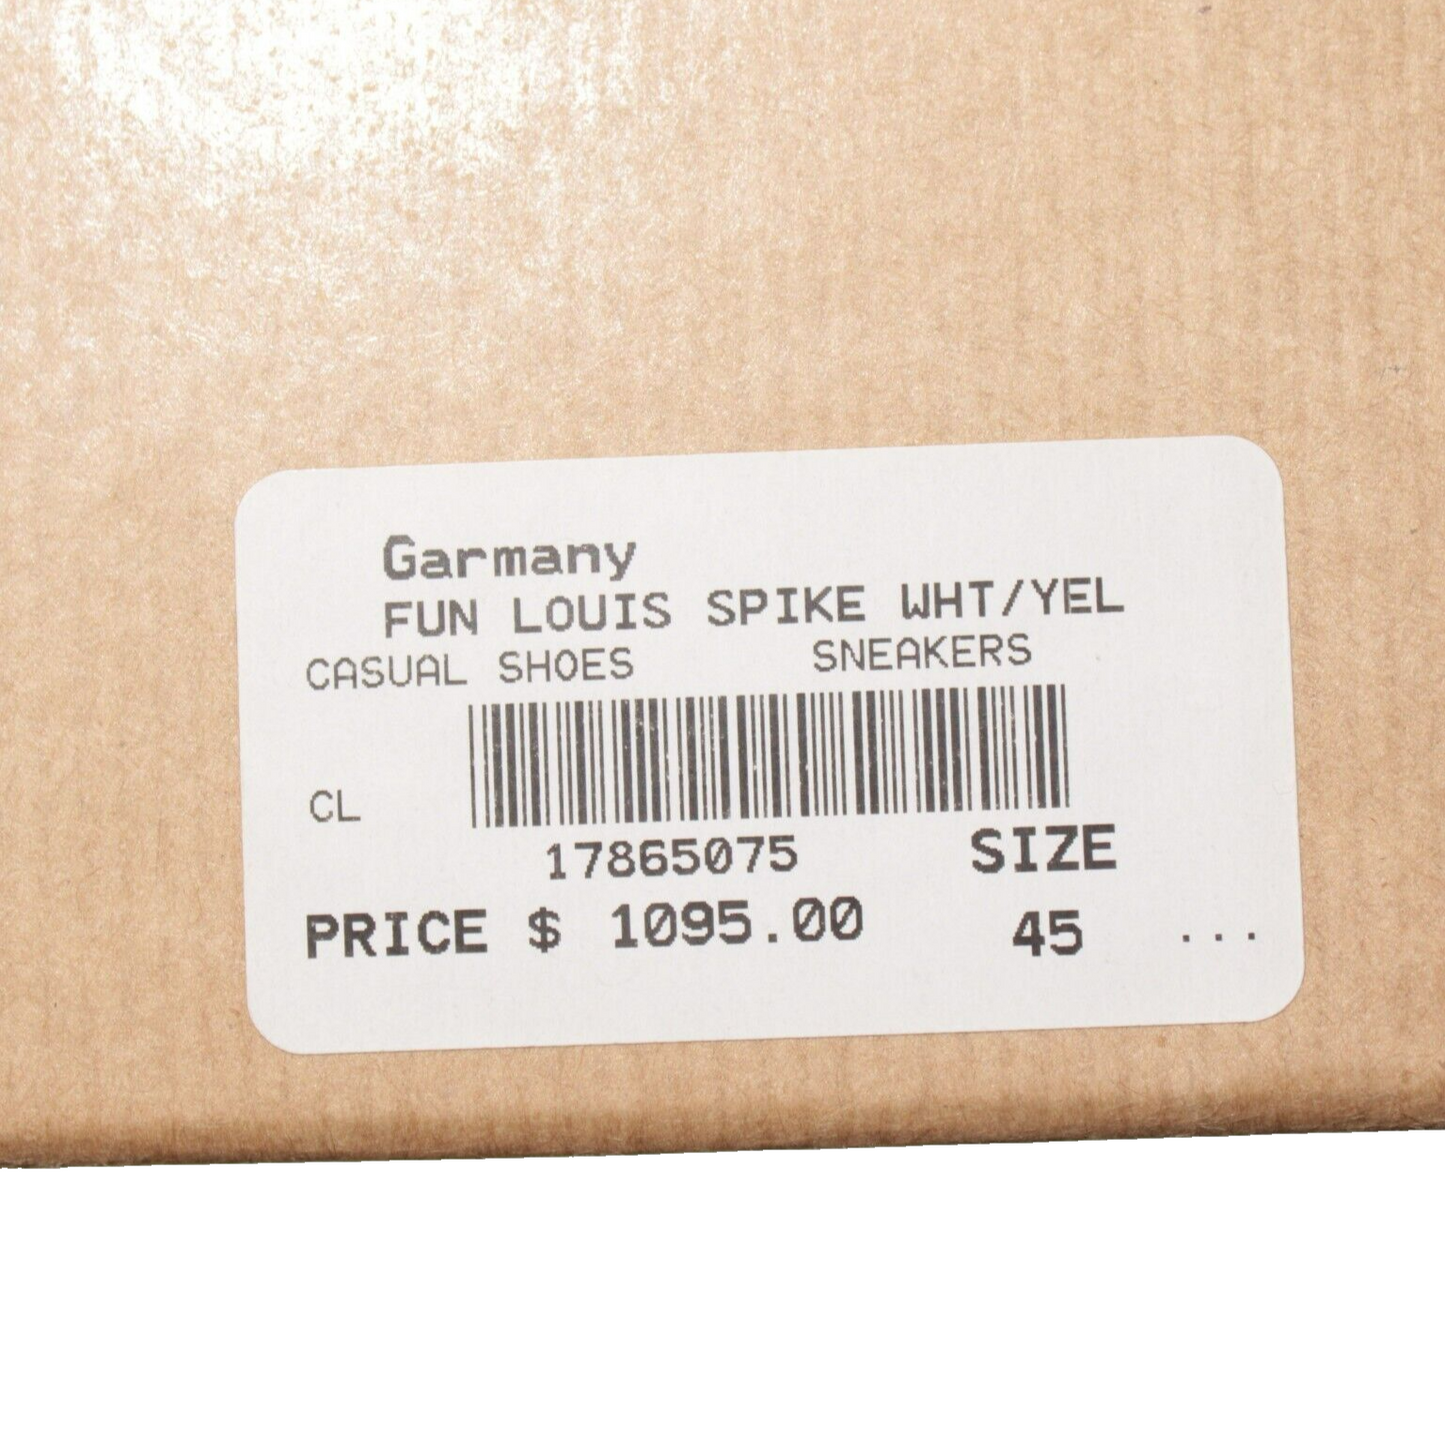 Garmany
FUN LOUIS SPIKE WHT/YEL
CASUAL SHOES SNEAKERS
CL
17865075 SIZE
PRICE $ 1095.00 45 ...